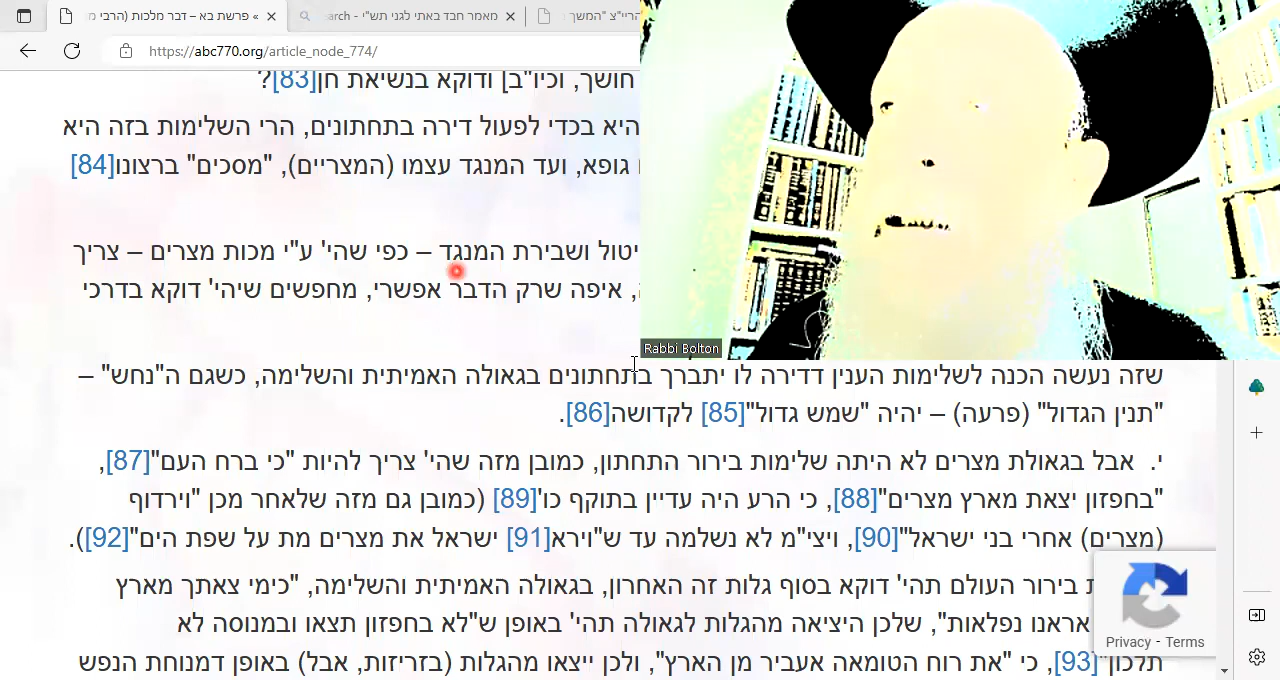 » פרשת בא – דבר מלכות (הרבי מ
מאמר חבד באתי לגני תש"י - arch
הריי"צ "המשך
https://abc770.org/article_node_774/
חושך, וכיו"ב] ודוקא בנשיאת חן[83]?
היא בכדי לפעול דירה בתחתונים, הרי השלימות בזה היא
גופא, ועד המנגד עצמו (המצריים), "מסכים" ברצונו[84]
יטול ושבירת המנגד – כפי שהי' ע"י מכות מצרים – צריך
, איפה שרק הדבר אפשרי, מחפשים שיהי' דוקא בדרכי
Rabbi Bolton
שזה נעשה הכנה לשלימות הענין דדירה לו יתברך בתחתונים בגאולה האמיתית והשלימה, כשגם ה"נחש" –
"תנין הגדול" (פרעה) – יהיה "שמש גדול"[85] לקדושה[86].
י. אבל בגאולת מצרים לא היתה שלימות בירור התחתון, כמובן מזה שהי' צריך להיות "כי ברח העם"[87],
"בחפזון יצאת מארץ מצרים"[88], כי הרע היה עדיין בתוקף כו'[89] (כמובן גם מזה שלאחר מכן "וירדוף
(מצרים) אחרי בני ישראל"[90], ויצי"מ לא נשלמה עד ש"וירא[91] ישראל את מצרים מת על שפת הים"[92]).
ת בירור העולם תהי' דוקא בסוף גלות זה האחרון, בגאולה האמיתית והשלימה, "כימי צאתך מארץ
אראנו נפלאות", שלכן היציאה מהגלות לגאולה תהי' באופן ש"לא בחפזון תצאו ובמנוסה לא
תלכון"[93], כי "את רוח הטומאה אעביר מן הארץ", ולכן ייצאו מהגלות (בזריזות, אבל) באופן דמנוחת הנפש
Privacy - Terms